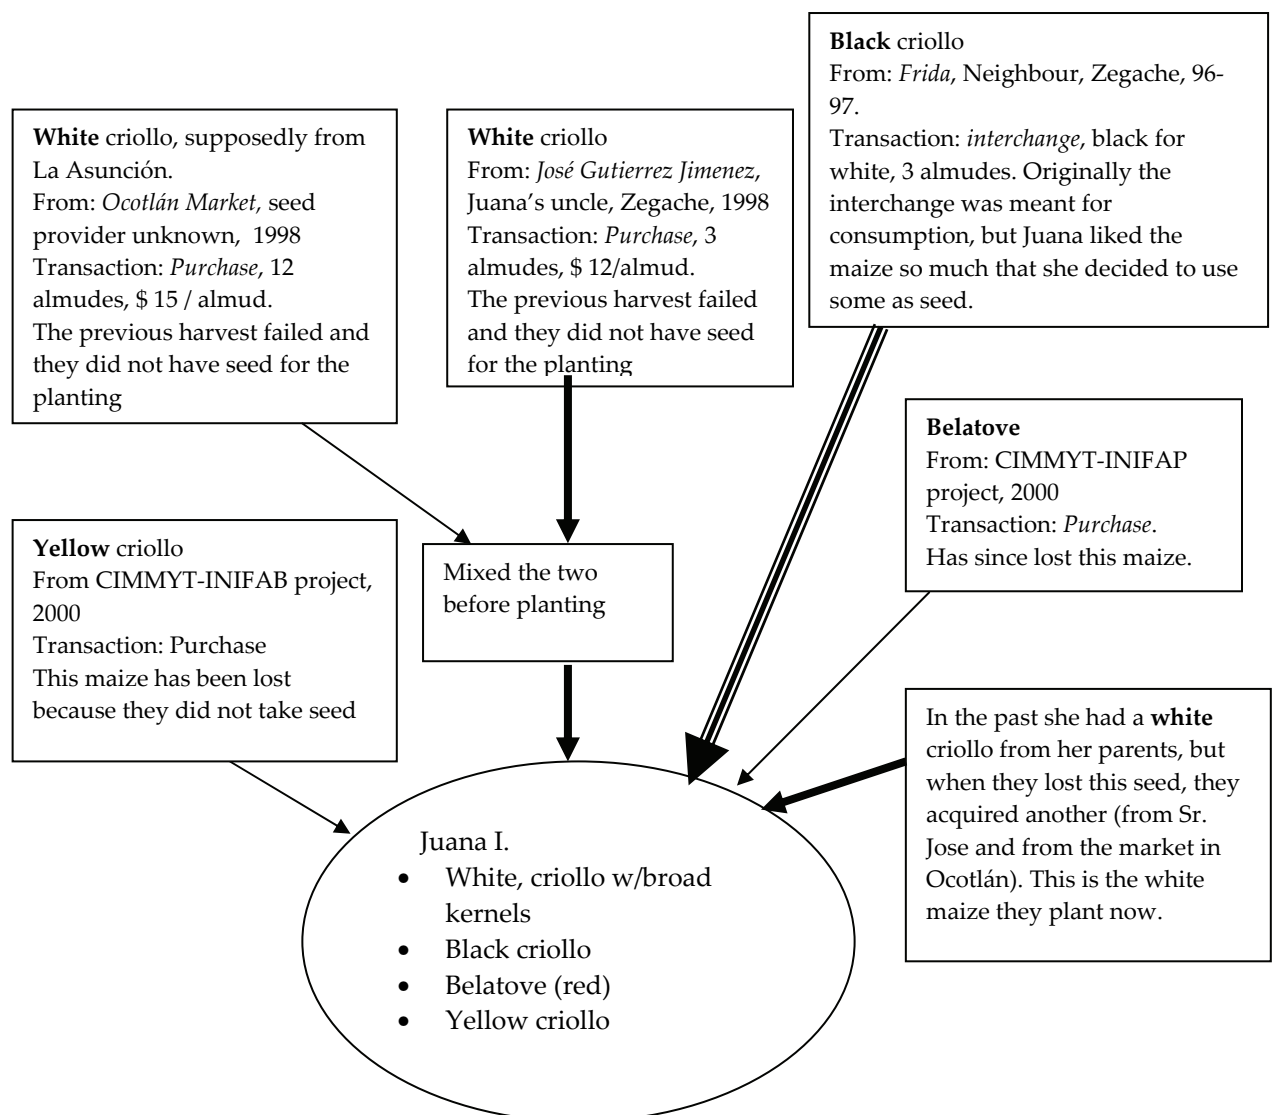 Black criollo
From: Frida, Neighbour, Zegache, 96-
97.
Transaction: interchange, black for
white, 3 almudes. Originally the
interchange was meant for
consumption, but Juana liked the
maize so much that she decided to use
some as seed.
White criollo, supposedly from
La Asunción.
From: Ocotlán Market, seed
provider unknown, 1998
Transaction: Purchase, 12
almudes, $ 15 / almud.
The previous harvest failed and
they did not have seed for the
planting
White criollo
From: José Gutierrez Jimenez,
Juana’s uncle, Zegache, 1998
Transaction: Purchase, 3
almudes, $ 12/almud.
The previous harvest failed
and they did not have seed
for the planting
Belatove
From: CIMMYT-INIFAP
project, 2000
Transaction: Purchase.
Has since lost this maize.
Yellow criollo
From CIMMYT-INIFAB project,
2000
Transaction: Purchase
This maize has been lost
because they did not take seed
Mixed the two
before planting
In the past she had a white
criollo from her parents, but
when they lost this seed, they
acquired another (from Sr.
Jose and from the market in
Ocotlán). This is the white
maize they plant now.
Juana I.
• White, criollo w/broad
kernels
• Black criollo
• Belatove (red)
• Yellow criollo